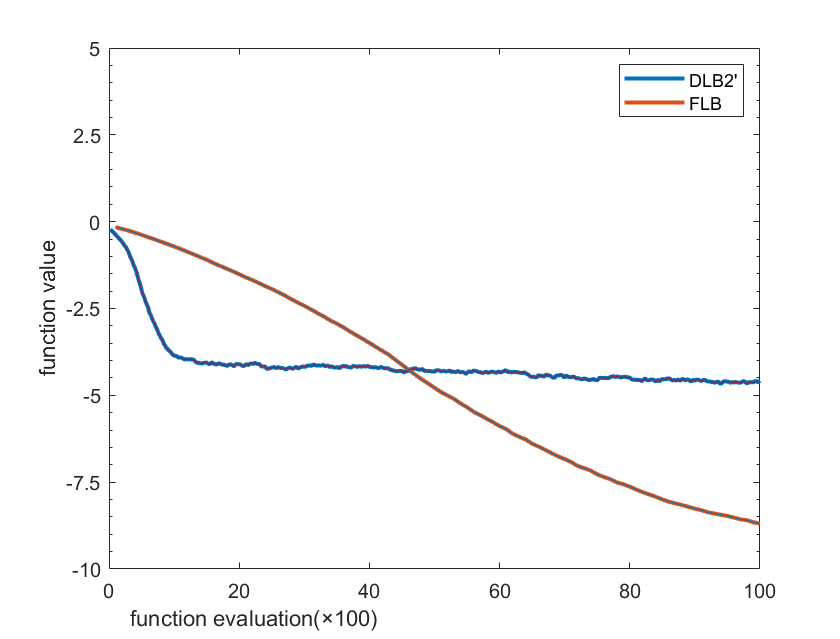 5
2.5
0
-2.5
-5
-7.5
-10
function value
DLB2'
FLB
0 20 40 60 80 100
function evaluation(×100)